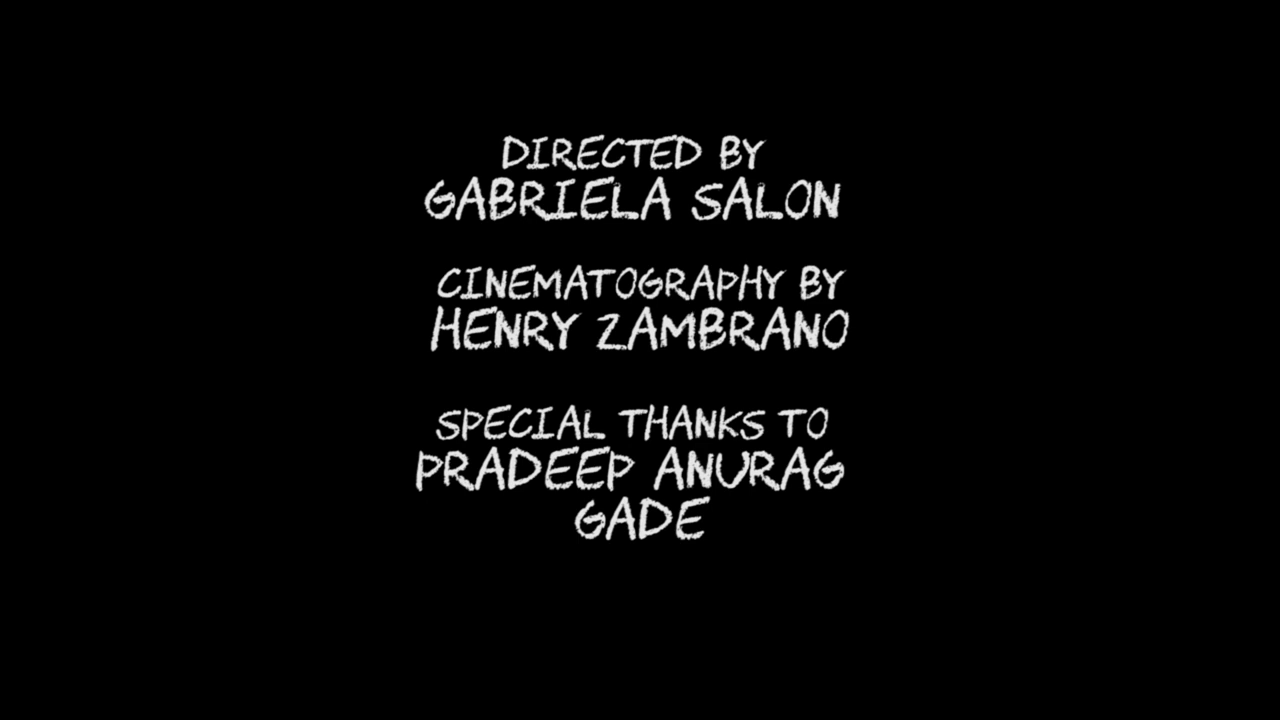 DIRECTED BY
GABRIELA SALON
CINEMATOGRAPHY BY
HENRY ZAMBRANO
SPECIAL THANKS TO
PRADEEP ANURAG
GADE